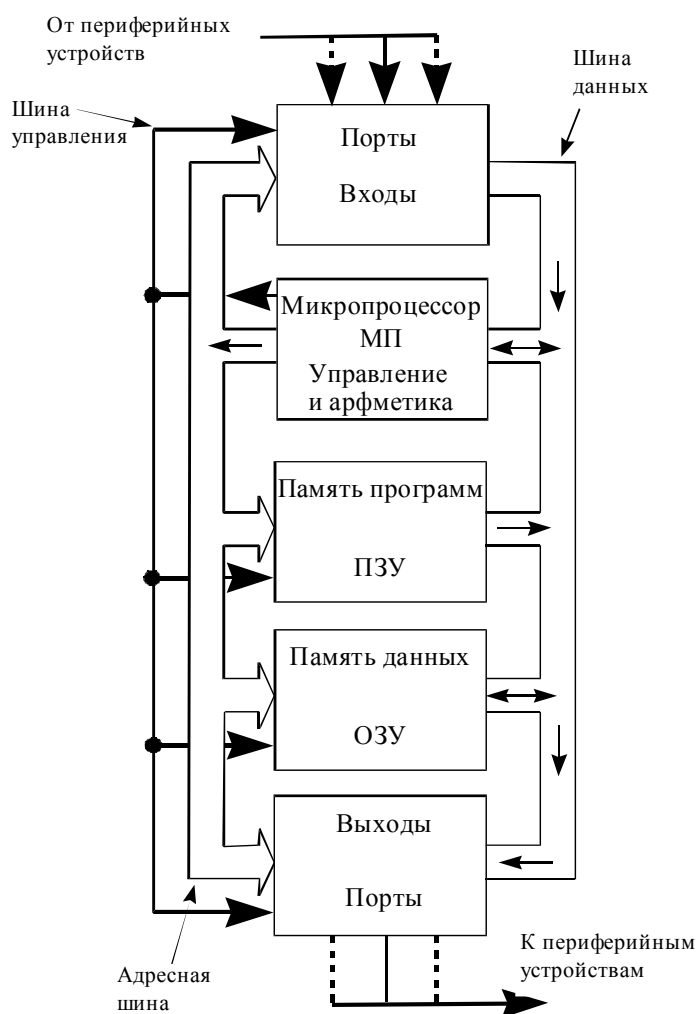 От периферийных
устройств
Шина
данных
Шина
управления
Порты
Входы
Микропроцессор
МП
Управление
и арфметика
Память программ
ПЗУ
Память данных
ОЗУ
Выходы
Порты
К периферийным
устройствам
Адресная
шина